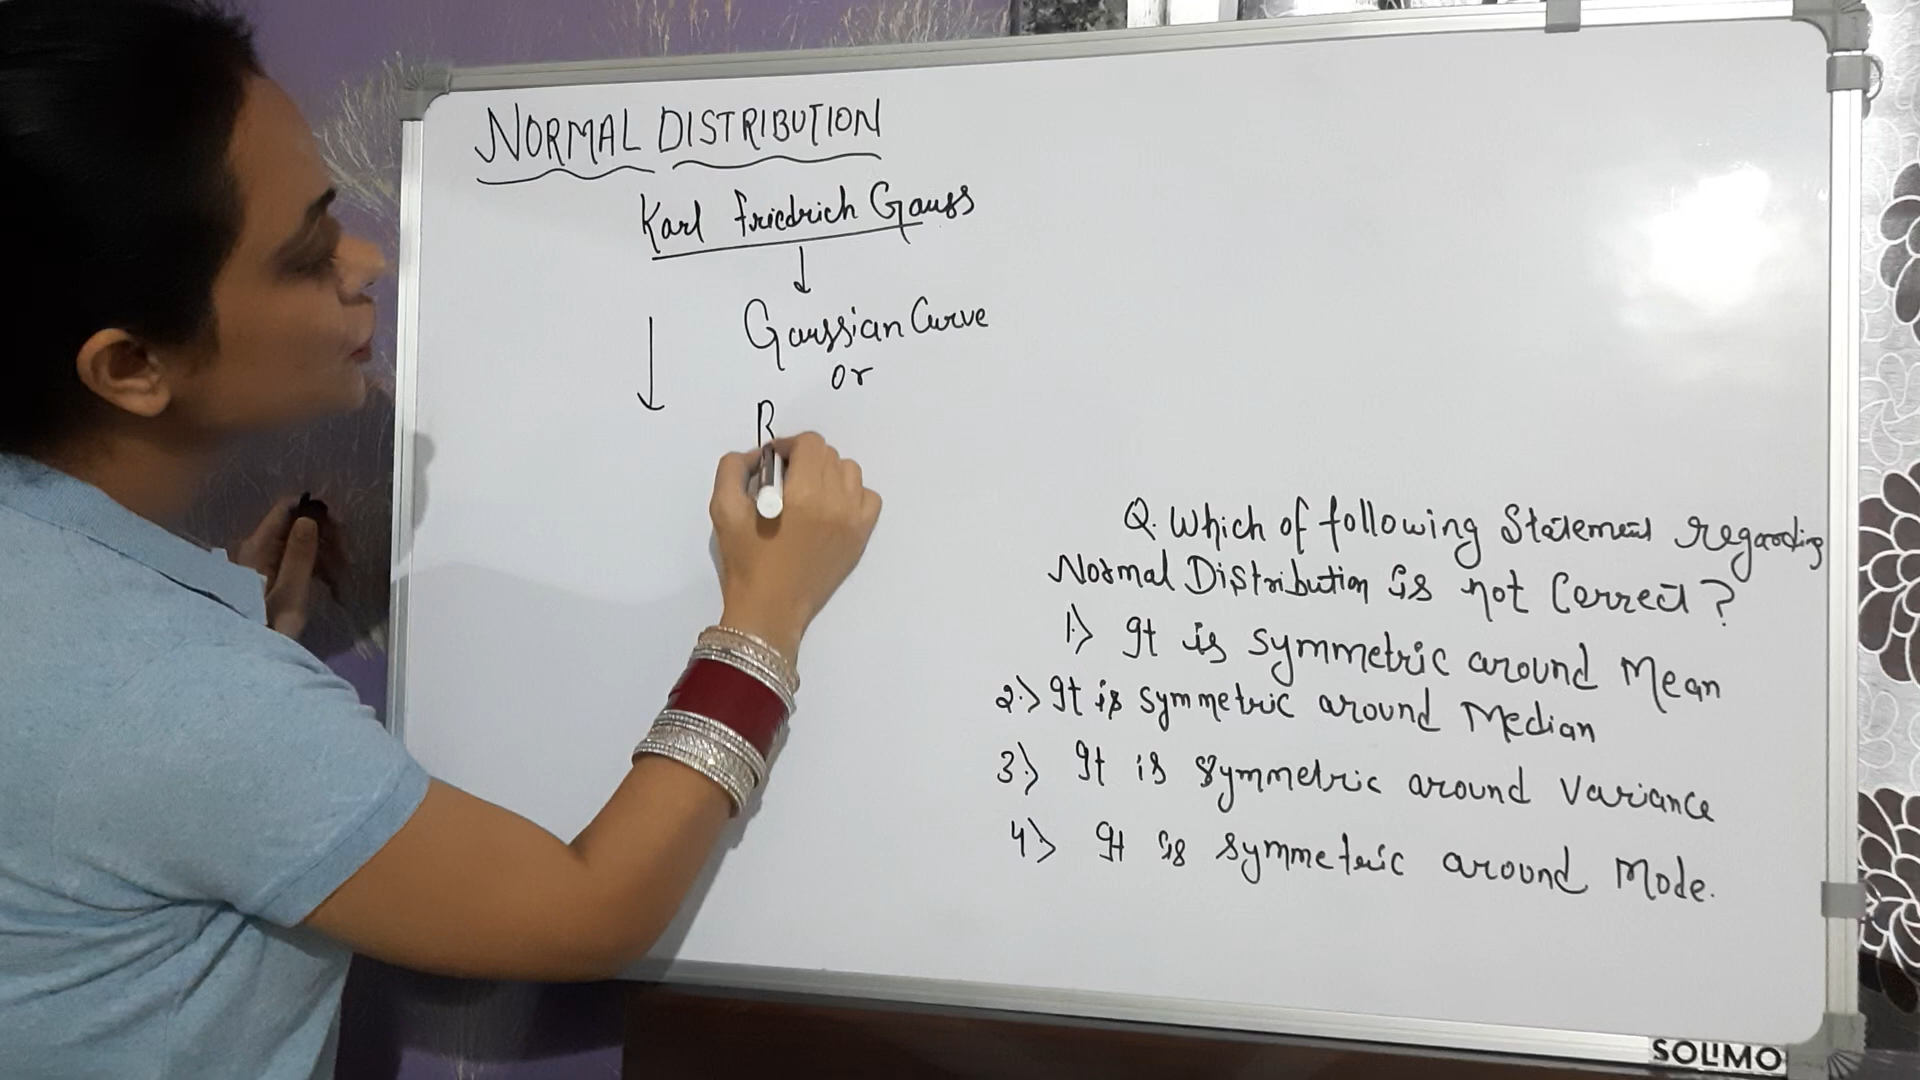 NORMAL DISTRIBUTION
Karl Friedrich Gauss
Gaussian Curve
or
B
Q. Which of following Statement regarding
Normal Distribution is not Correct?
1.) It is symmetric around Mean
2.) It is symmetric around Median
3.) It is symmetric around Variance
4.) It is symmetric around Mode.
SOLIMO